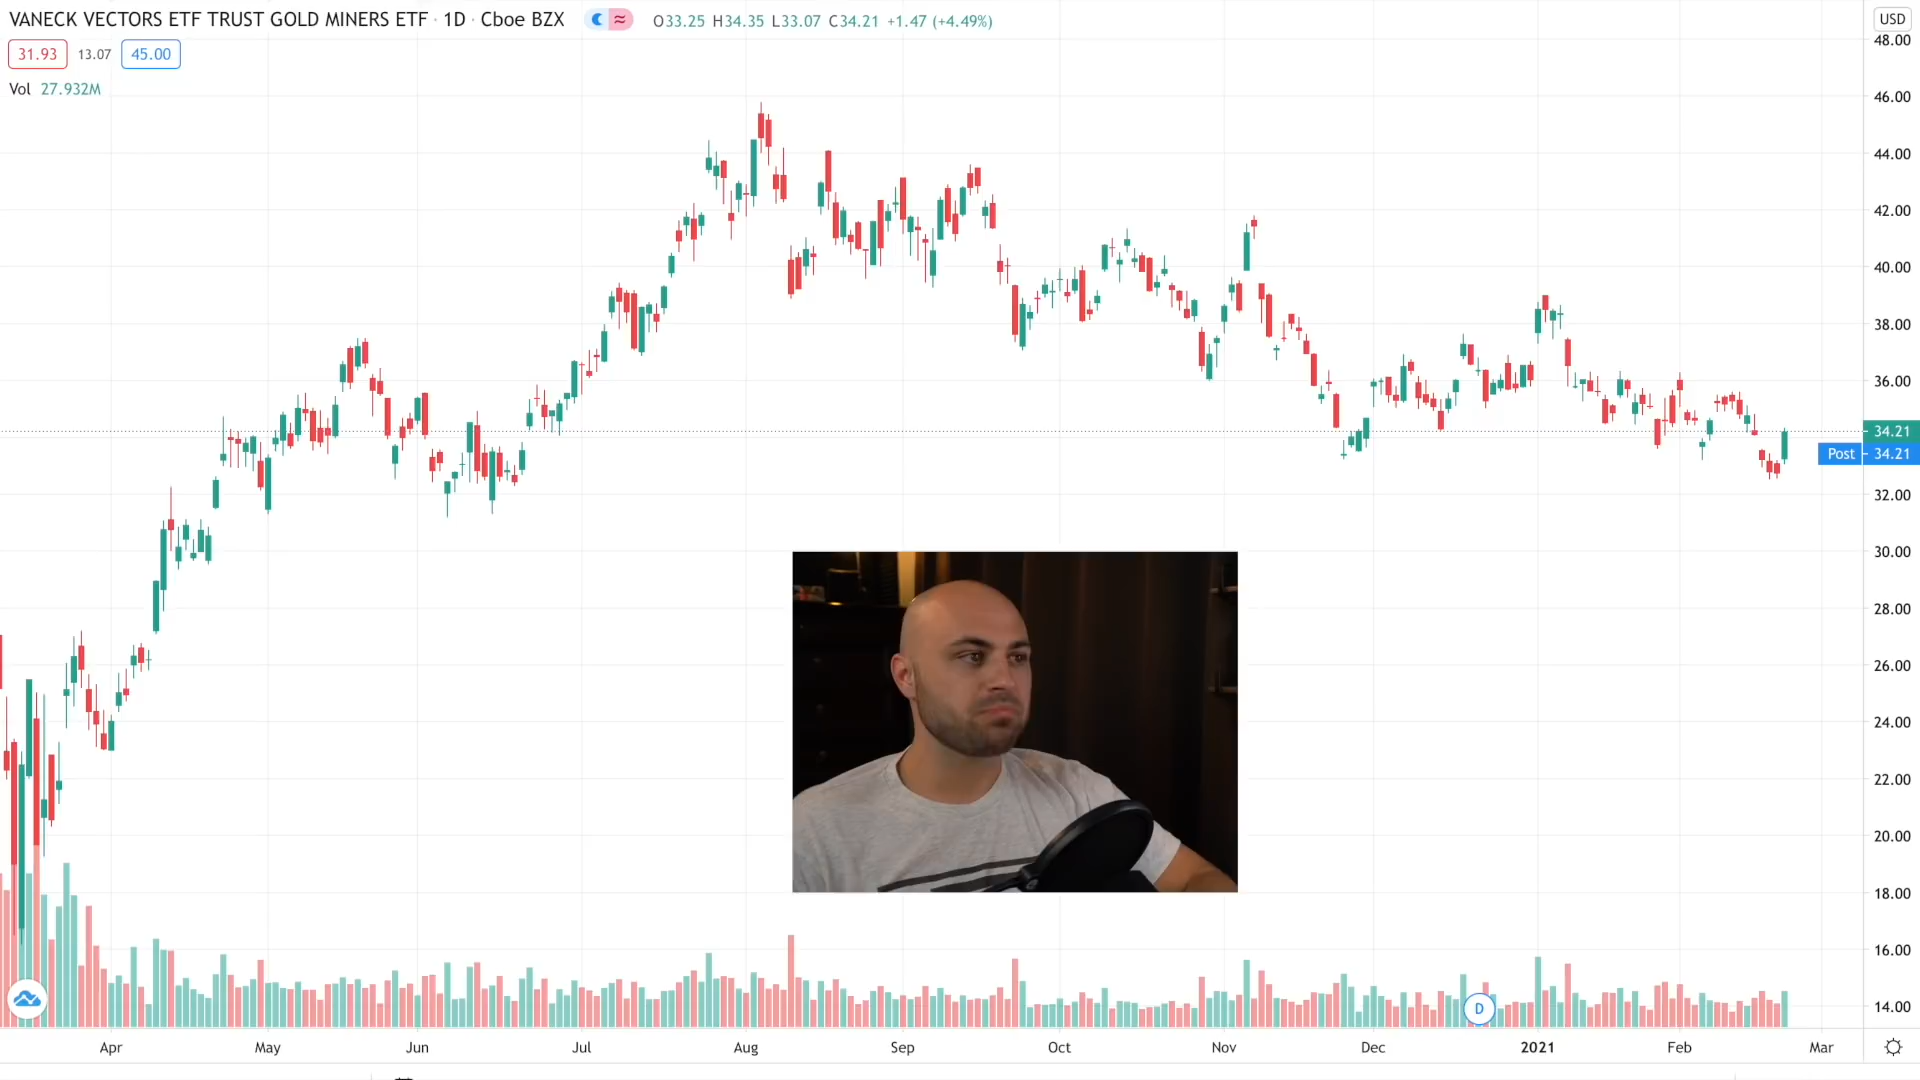 VANECK VECTORS ETF TRUST GOLD MINERS ETF · 1D · Cboe BZX
O33.25 H34.35 L33.07 C34.21 +1.47 (+4.49%)
USD
31.93 13.07 45.00
Vol 27.932M
48.00
46.00
44.00
42.00
40.00
38.00
36.00
34.21
Post 34.21
32.00
30.00
28.00
26.00
24.00
22.00
20.00
18.00
16.00
14.00
D
Apr May Jun Jul Aug Sep Oct Nov Dec 2021 Feb Mar